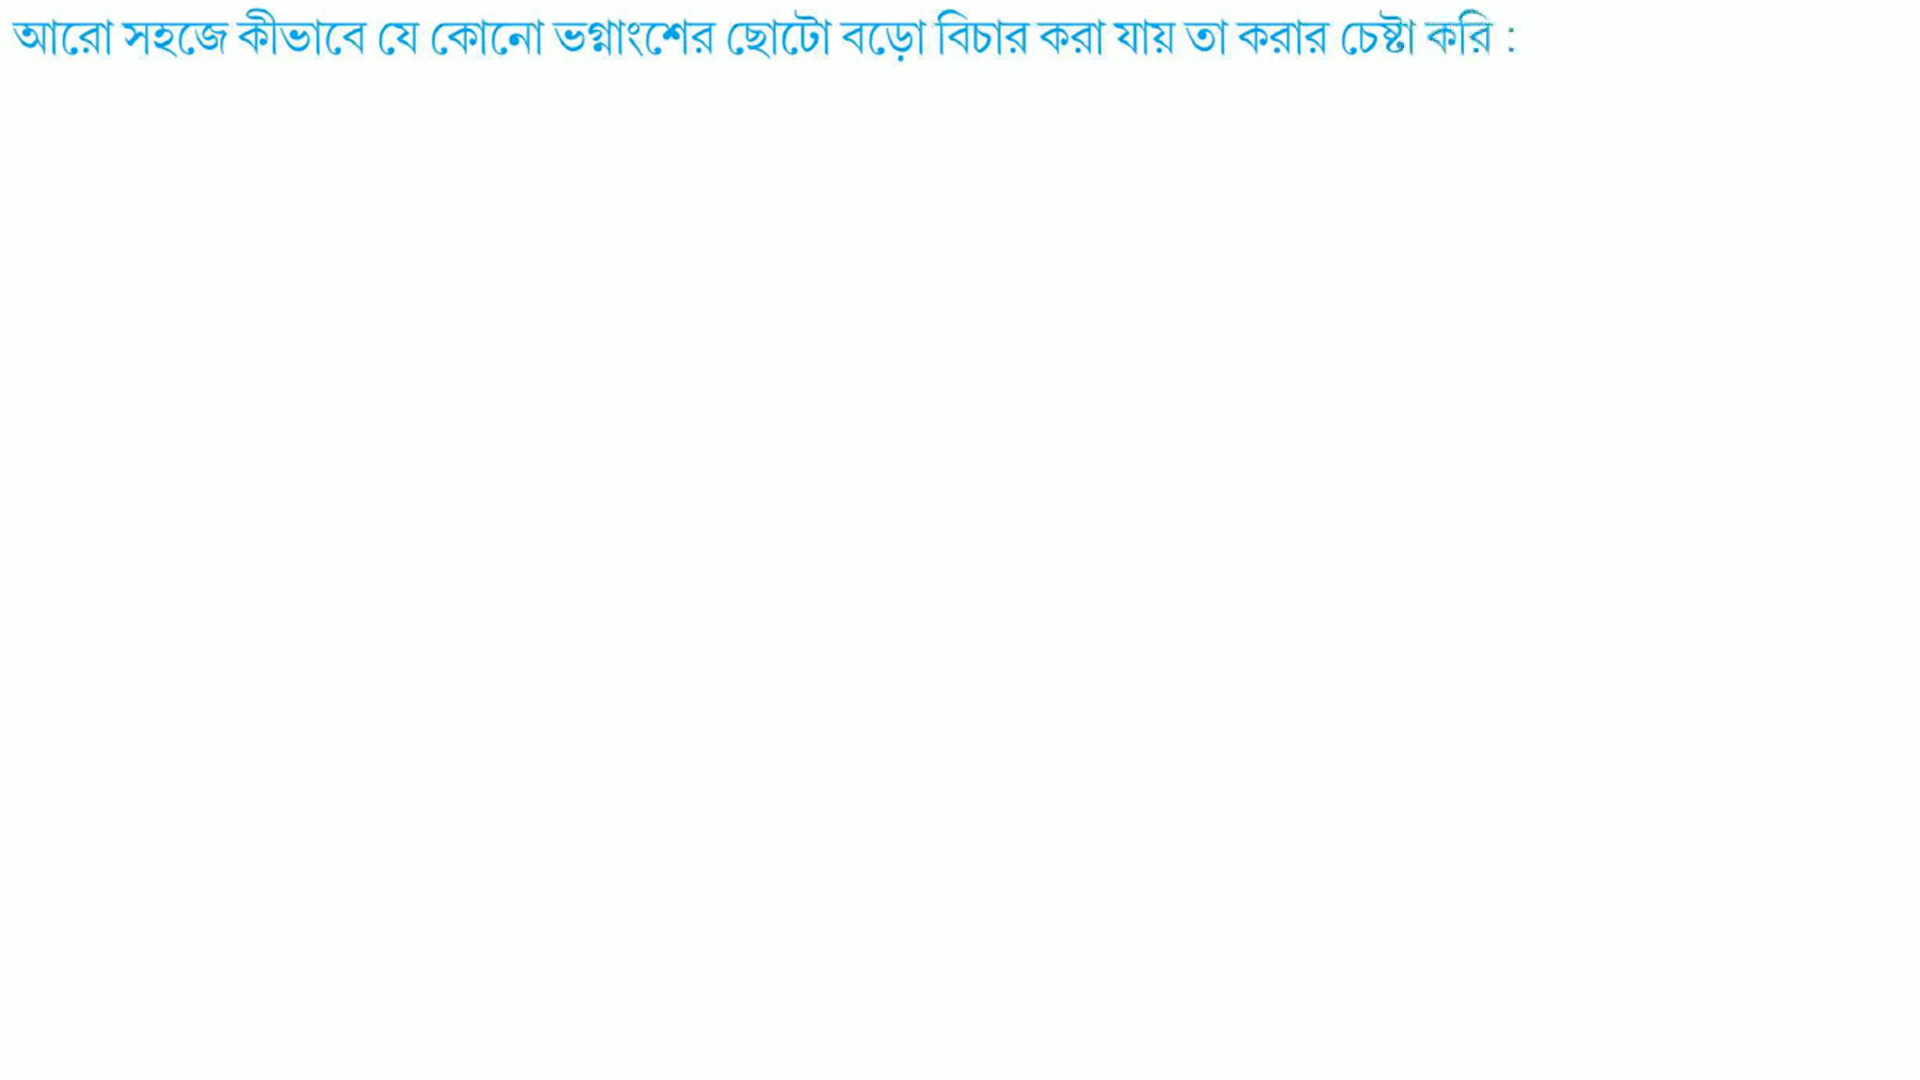 আরো সহজে কীভাবে যে কোনো ভগ্নাংশের ছোটো বড়ো বিচার করা যায় তা করার চেষ্টা করি :